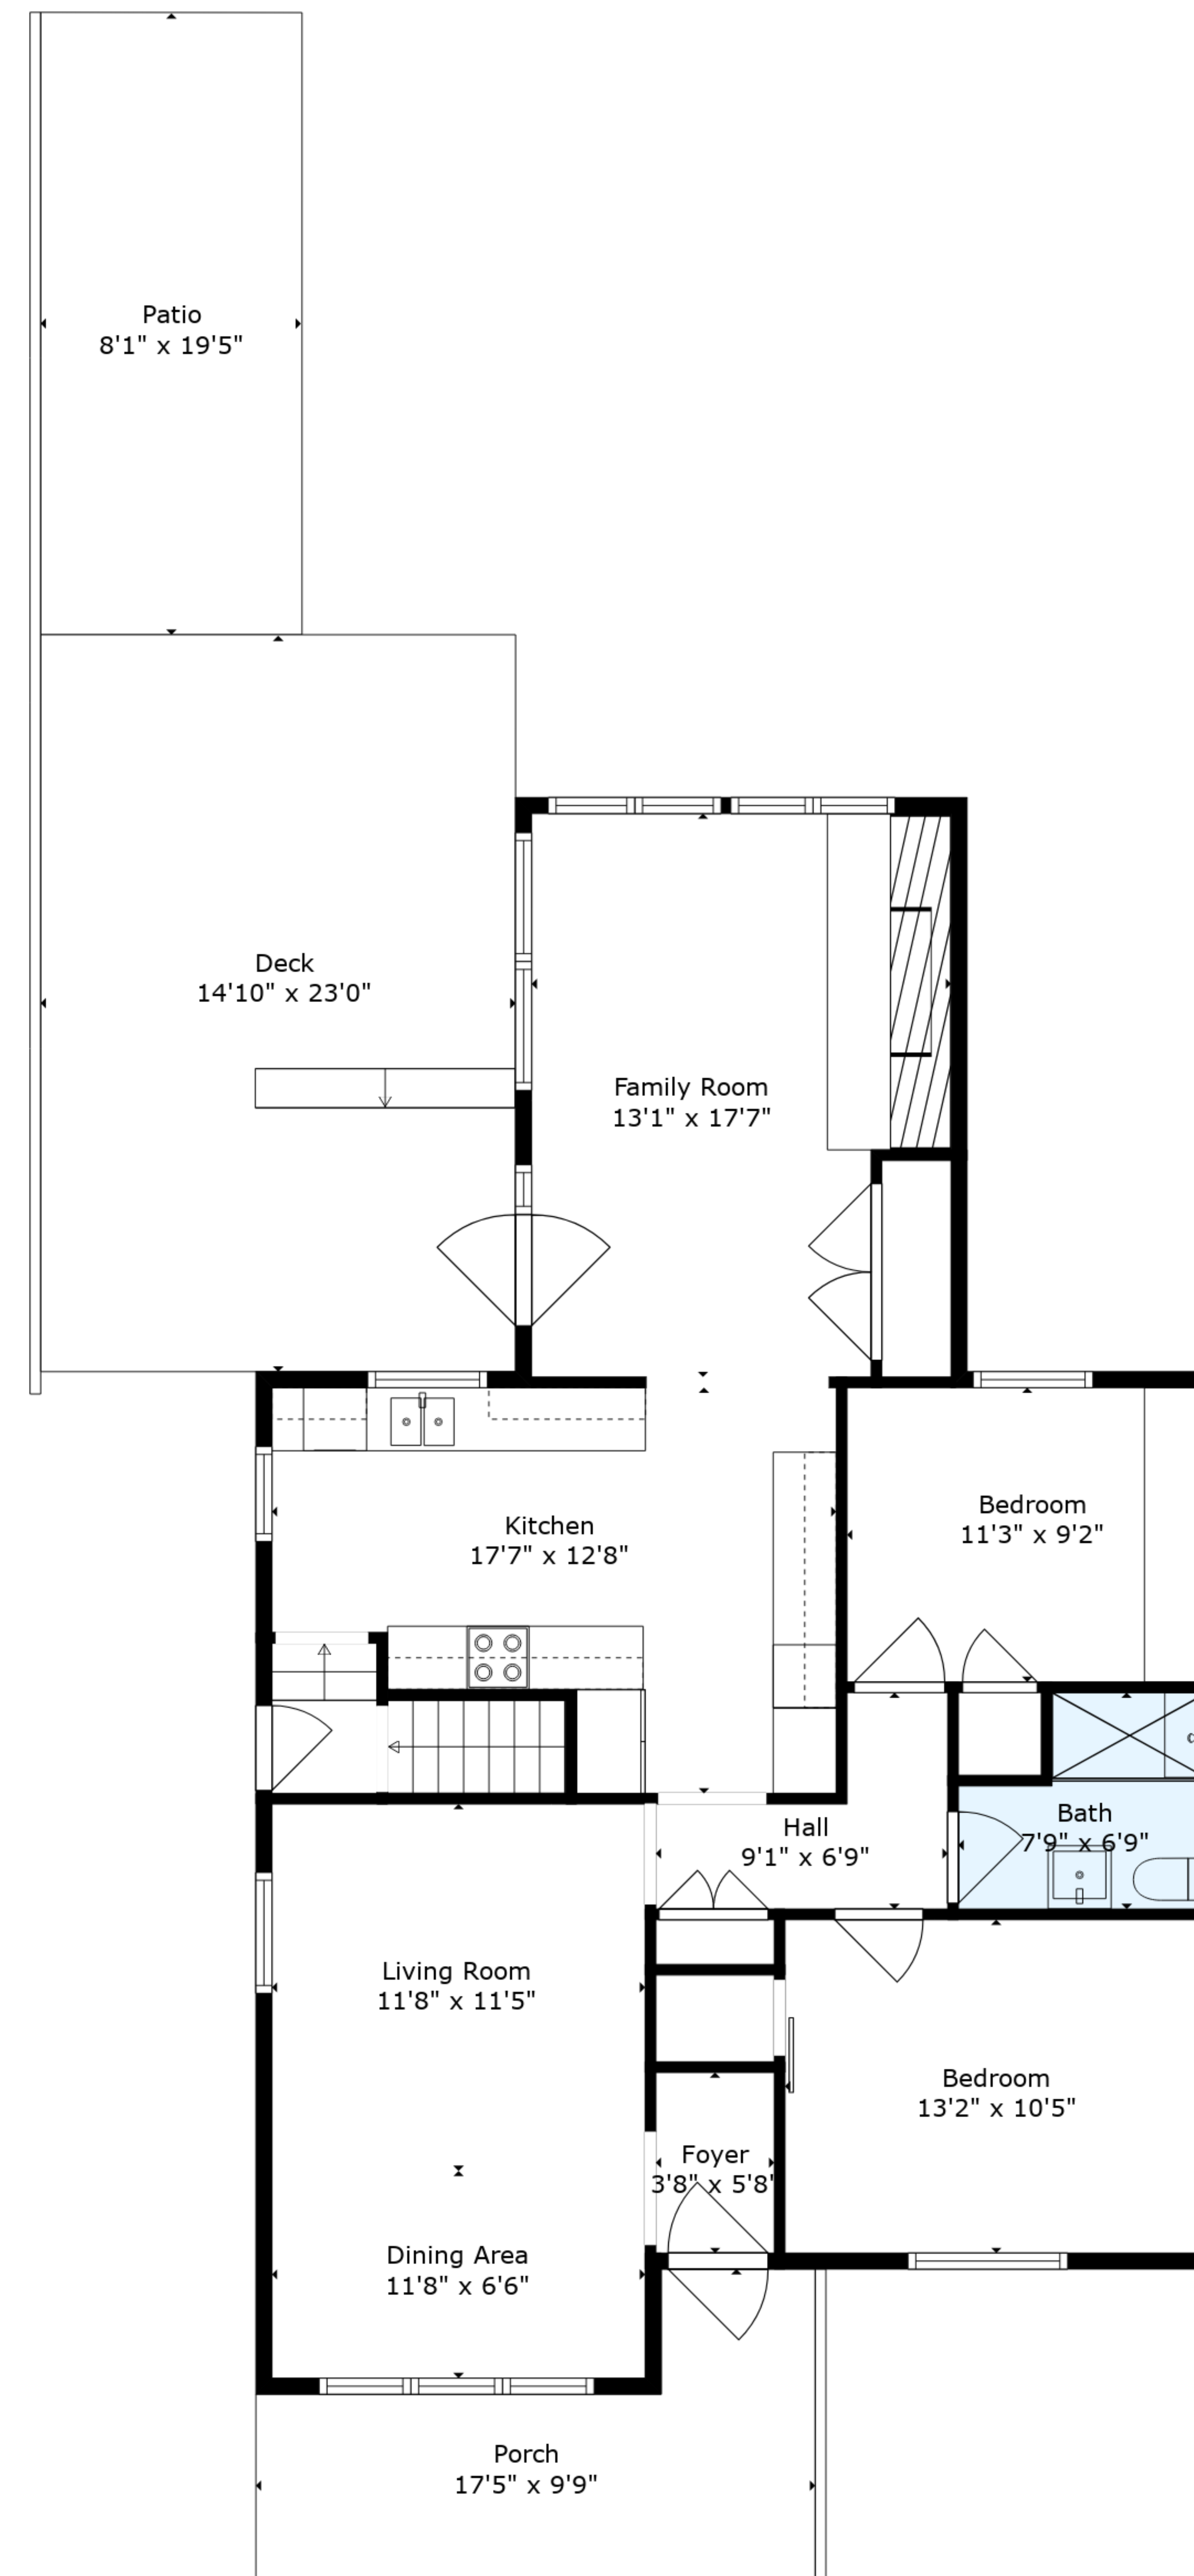 Patio
8'1" x 19'5"
Deck
14'10" x 23'0"
Family Room
13'1" x 17'7"
Bedroom
11'3" x 9'2"
Kitchen
17'7" x 12'8"
Bath
7'9" x 6'9"
Hall
9'1" x 6'9"
Living Room
11'8" x 11'5"
Bedroom
13'2" x 10'5"
Foyer
3'8" x 5'8"
Dining Area
11'8" x 6'6"
Porch
17'5" x 9'9"